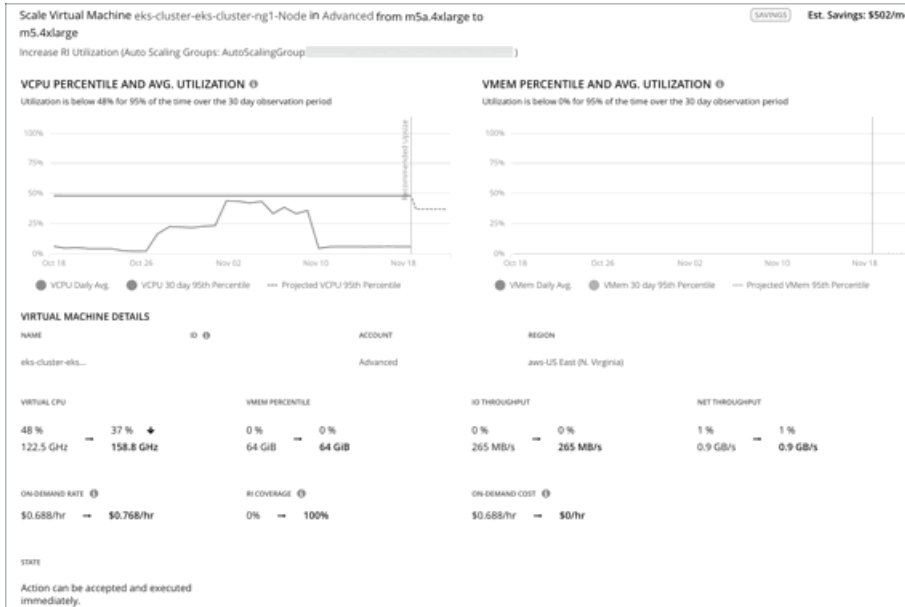 Scale Virtual Machine eks-cluster-eks-cluster-ng1-Node in Advanced from m5a.4xlarge to
m5.4xlarge
SAVINGS
Est. Savings: $502/m
Increase RI Utilization (Auto Scaling Groups: AutoScalingGroup )
VCPU PERCENTILE AND AVG. UTILIZATION
Utilization is below 48% for 95% of the time over the 30 day observation period
100%
75%
50%
25%
0%
Recommended Update
Oct 18 Oct 26 Nov 02 Nov 10 Nov 18
VCPU Daily Avg. VCPU 30 day 95th Percentile Projected VCPU 95th Percentile
VMEM PERCENTILE AND AVG. UTILIZATION
Utilization is below 0% for 95% of the time over the 30 day observation period
100%
75%
50%
25%
0%
Oct 18 Oct 26 Nov 02 Nov 10 Nov 18
VMem Daily Avg. VMem 30 day 95th Percentile Projected VMem 95th Percentile
VIRTUAL MACHINE DETAILS
NAME ID ACCOUNT REGION
eks-cluster-eks... Advanced aws-US East (N. Virginia)
VIRTUAL CPU VMEM PERCENTILE IO THROUGHPUT NET THROUGHPUT
48 % → 37 % 0 % → 0 % 0 % → 0 % 1 % → 1 %
122.5 GHz 158.8 GHz 64 GiB 64 GiB 265 MB/s 265 MB/s 0.9 GB/s 0.9 GB/s
ON-DEMAND RATE RI COVERAGE ON-DEMAND COST
$0.688/hr → $0.768/hr 0% → 100% $0.688/hr → $0/hr
STATE
Action can be accepted and executed
immediately.